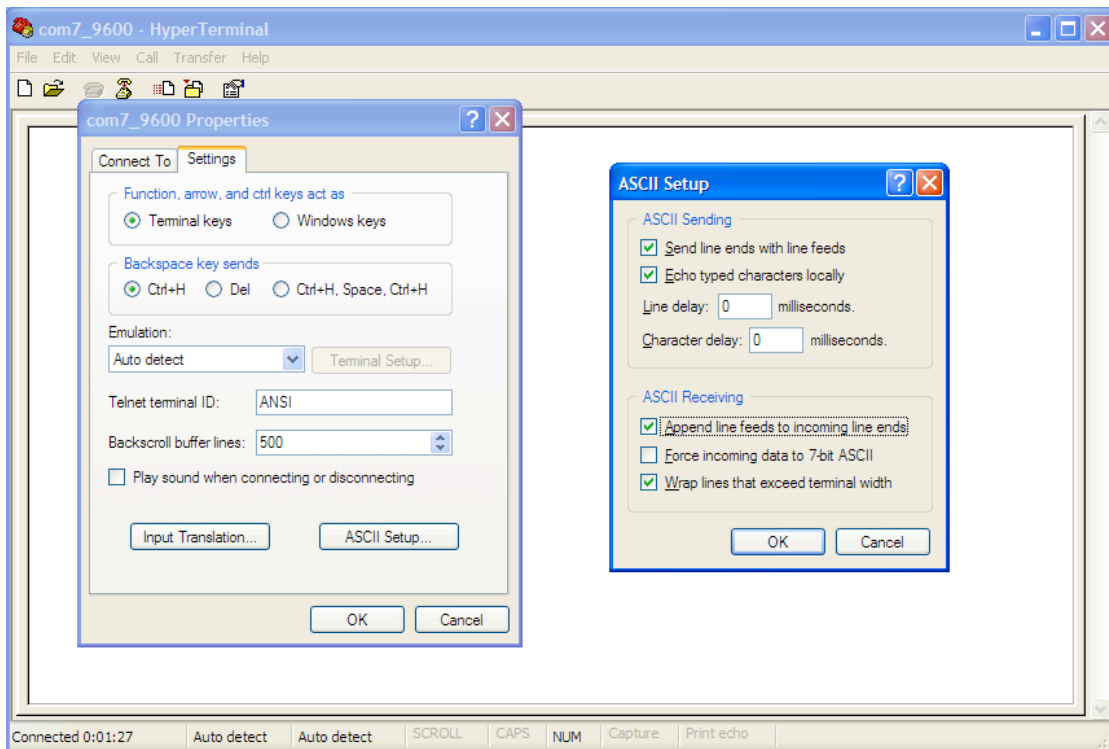 com7_9600 - HyperTerminal
File Edit View Call Transfer Help
com7_9600 Properties
Connect To Settings
Function, arrow, and ctrl keys act as
Terminal keys Windows keys
Backspace key sends
Ctrl+H Del Ctrl+H, Space, Ctrl+H
Emulation:
Auto detect Terminal Setup...
Telnet terminal ID: ANSI
Backscroll buffer lines: 500
Play sound when connecting or disconnecting
Input Translation... ASCII Setup...
OK Cancel
ASCII Setup
ASCII Sending
Send line ends with line feeds
Echo typed characters locally
Line delay: 0 milliseconds.
Character delay: 0 milliseconds.
ASCII Receiving
Append line feeds to incoming line ends
Force incoming data to 7-bit ASCII
Wrap lines that exceed terminal width
OK Cancel
Connected 0:01:27 Auto detect Auto detect SCROLL CAPS NUM Capture Print echo